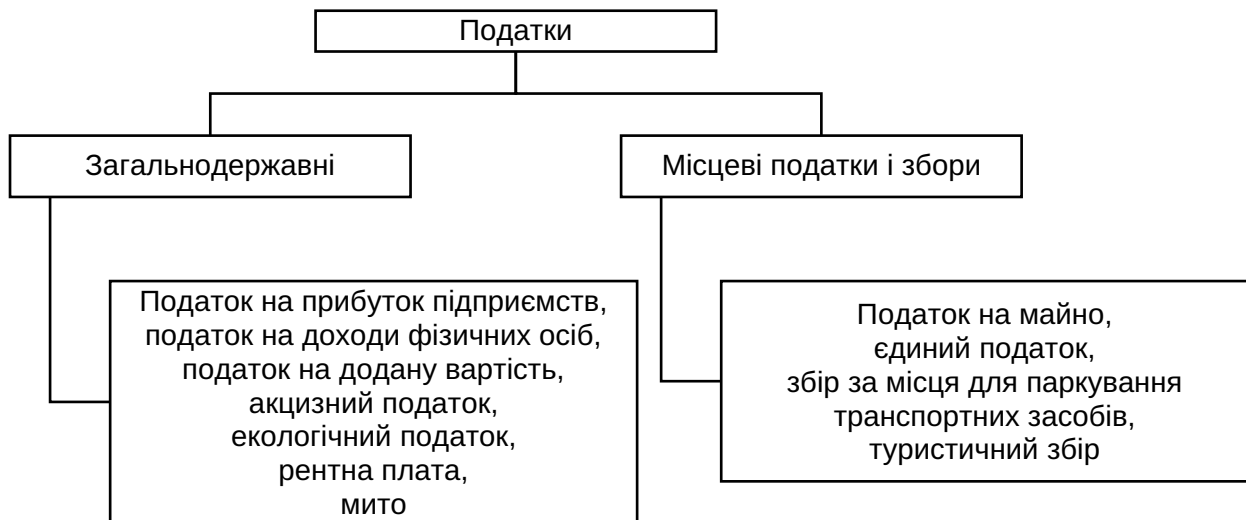 Податки
Загальнодержавні
Місцеві податки і збори
Податок на прибуток підприємств,
податок на доходи фізичних осіб,
податок на додану вартість,
акцизний податок,
екологічний податок,
рентна плата,
мито
Податок на майно,
єдиний податок,
збір за місця для паркування
транспортних засобів,
туристичний збір